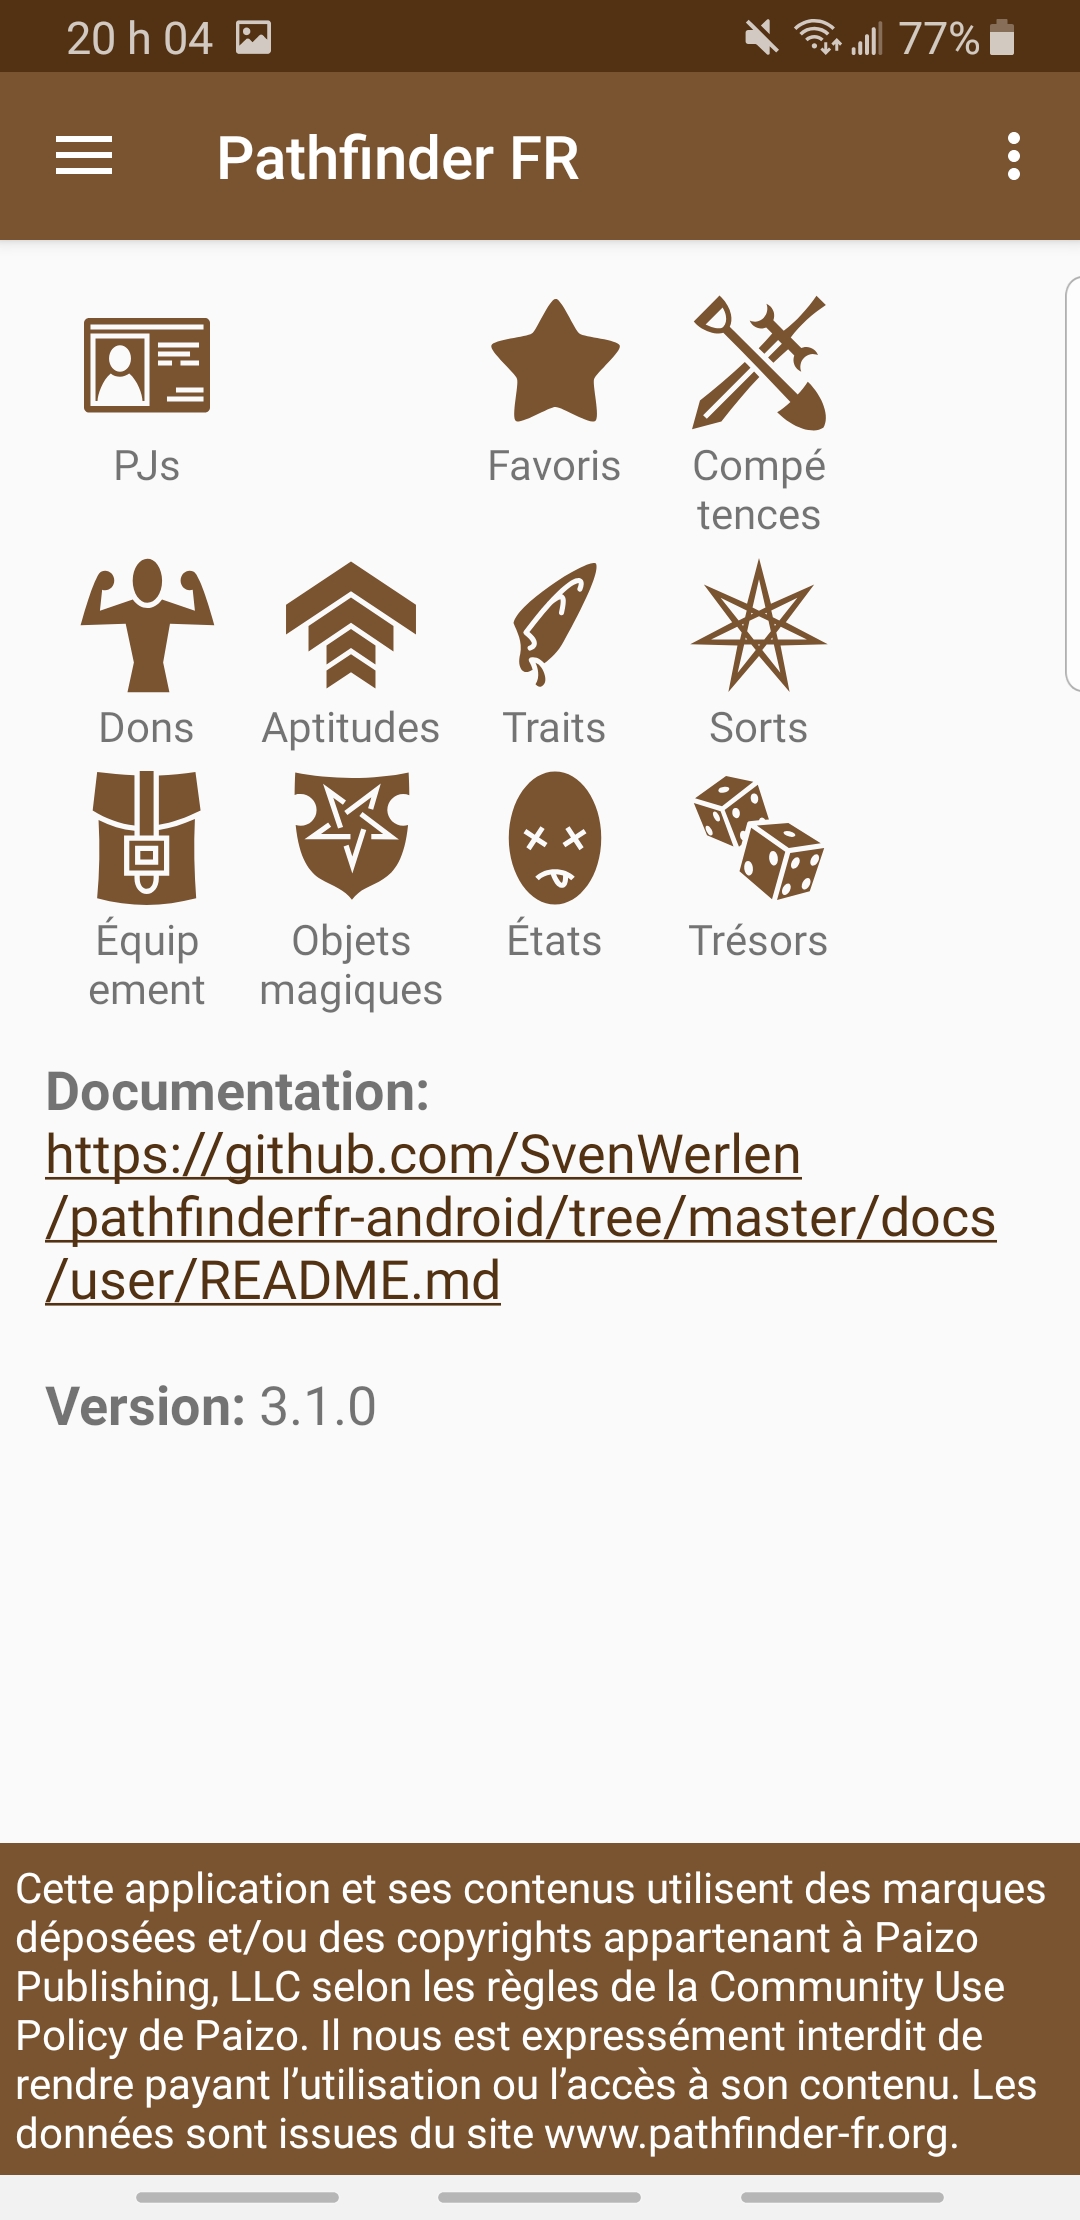 20 h 04
77%
Pathfinder FR
PJs
Favoris
Compé
tences
Dons
Aptitudes
Traits
Sorts
Équip
ement
Objets
magiques
États
Trésors
Documentation:
https://github.com/SvenWerlen
/pathfinderfr-android/tree/master/docs
/user/README.md
Version: 3.1.0
Cette application et ses contenus utilisent des marques
déposées et/ou des copyrights appartenant à Paizo
Publishing, LLC selon les règles de la Community Use
Policy de Paizo. Il nous est expressément interdit de
rendre payant l’utilisation ou l’accès à son contenu. Les
données sont issues du site www.pathfinder-fr.org.